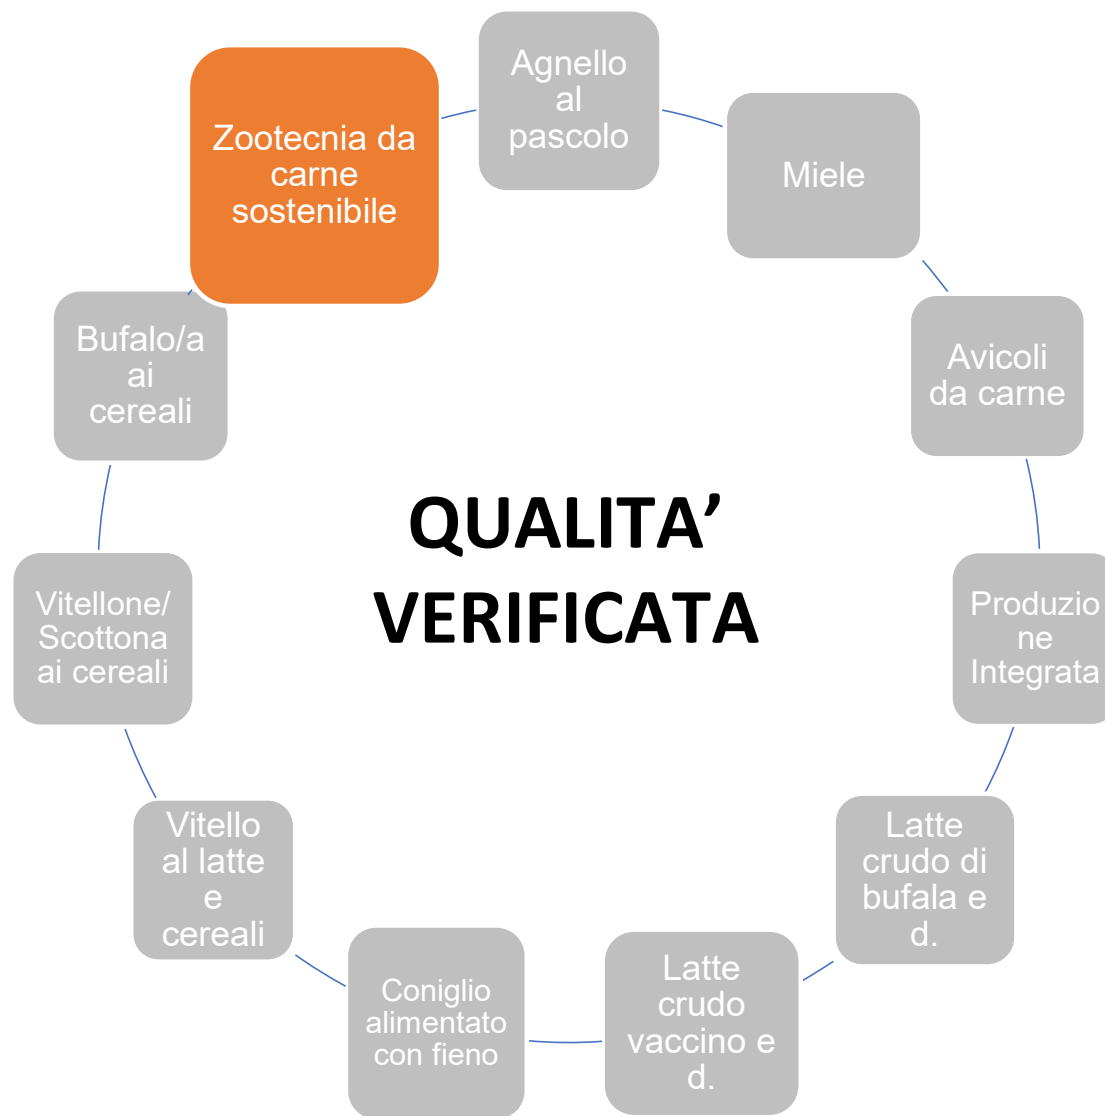 Agnello
al
pascolo
Zootecnia da
carne
sostenibile
Miele
Bufalo/a
ai
cereali
Avicoli
da carne
QUALITA’
VERIFICATA
Vitellone/
Scottona
ai cereali
Produzio
ne
Integrata
Vitello
al latte
e
cereali
Latte
crudo di
bufala e
d.
Coniglio
alimentato
con fieno
Latte
crudo
vaccino e
d.